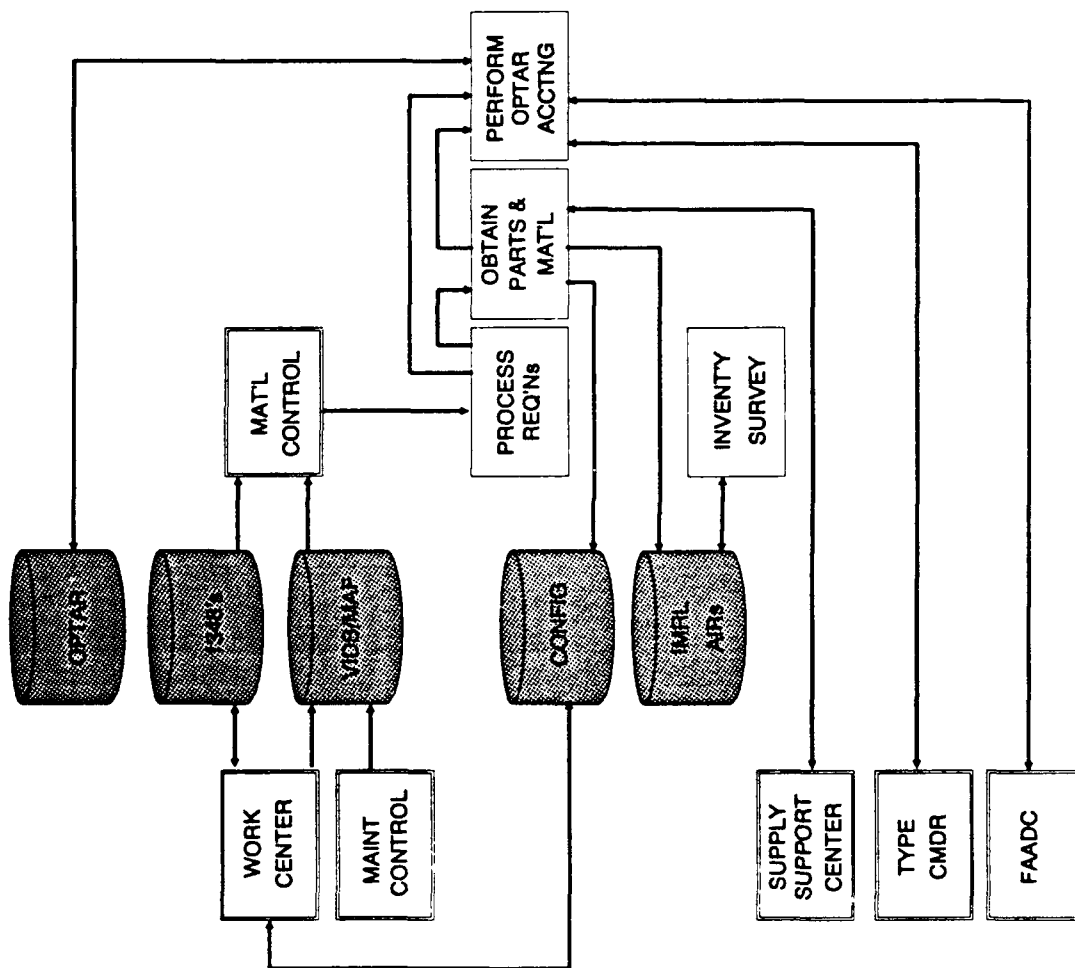 OPTAR
1348's
WORK
CENTER
MAT'L
CONTROL
VIDS/MAF
MAINT
CONTROL
PROCESS
REQ'Ns
OBTAIN
PARTS &
MAT'L
PERFORM
OPTAR
ACCTNG
CONFIG
IMRL
AIRs
INVENT'Y
SURVEY
SUPPLY
SUPPORT
CENTER
TYPE
CMDR
FAADC